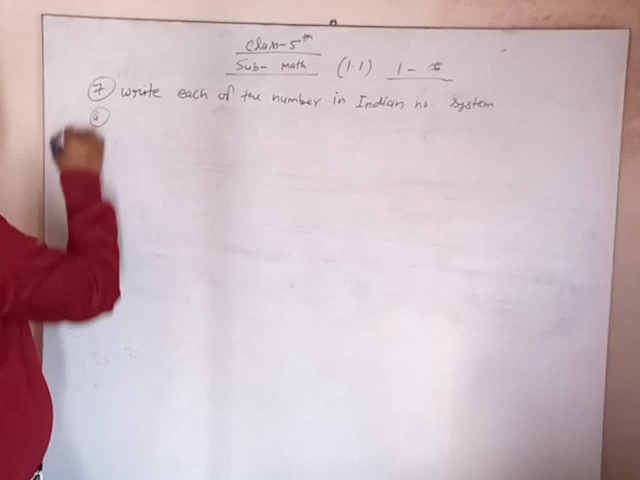 Class - 5th
Sub - Math (1.1) 1 -
7 Write each of the number in Indian no. system.